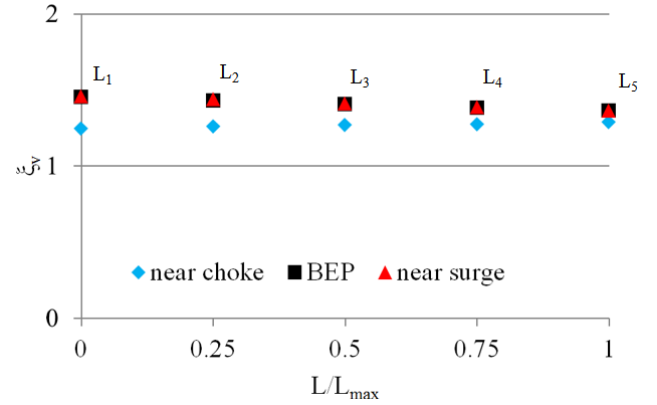 2
L₁
L₂
L₃
L₄
L₅
ξᵥ
1
near choke
BEP
near surge
0
0 0.25 0.5 0.75 1
L/Lₘₐₓ